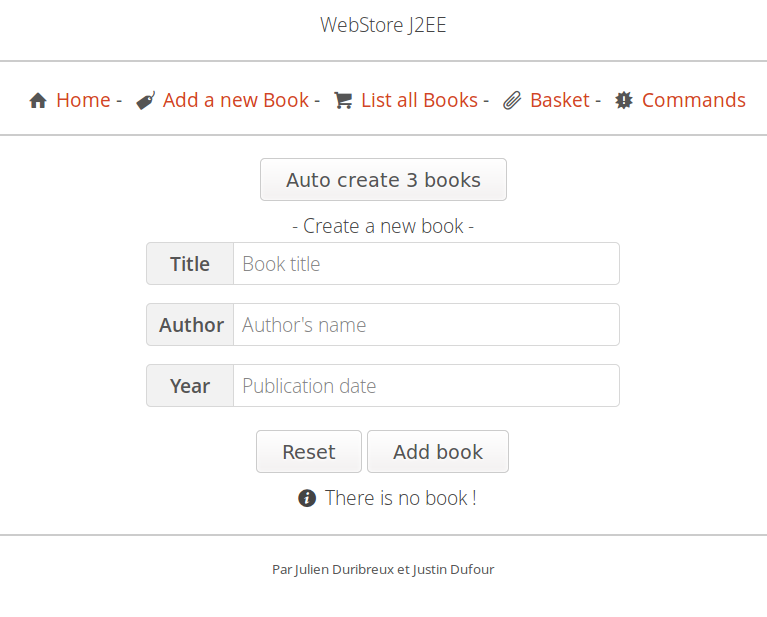 WebStore J2EE
Home - Add a new Book - List all Books - Basket - Commands
Auto create 3 books
- Create a new book -
Title Book title
Author Author's name
Year Publication date
Reset Add book
There is no book !
Par Julien Duribreux et Justin Dufour